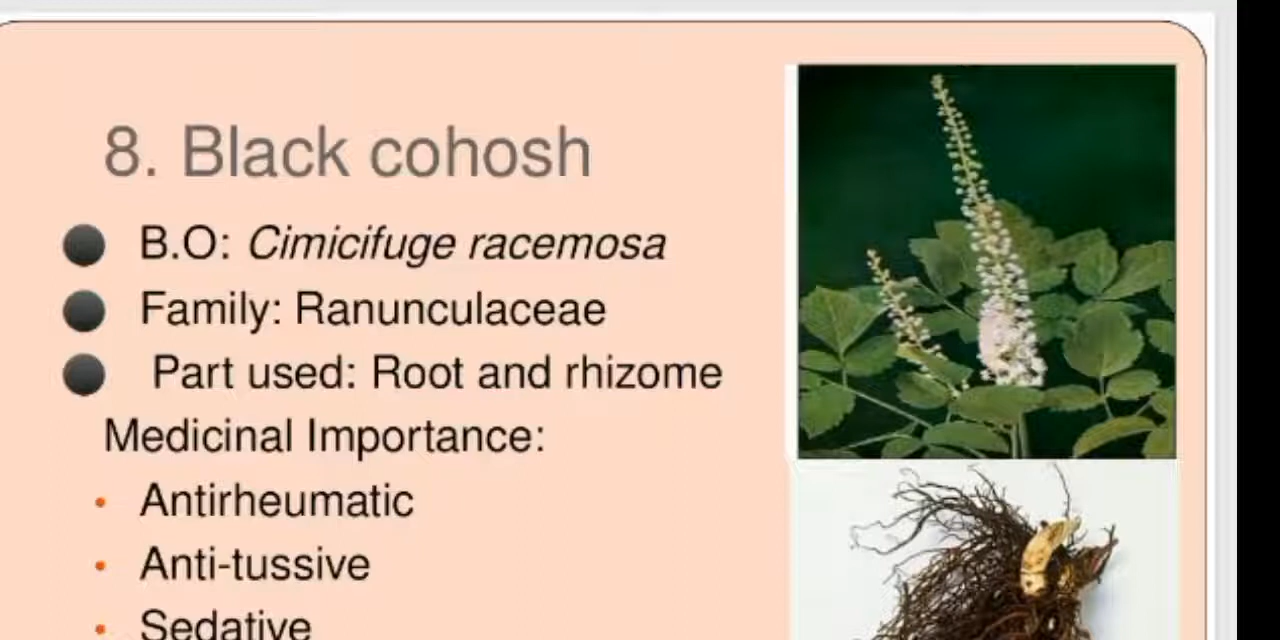 8. Black cohosh
B.O: Cimicifuge racemosa
Family: Ranunculaceae
Part used: Root and rhizome
Medicinal Importance:
• Antirheumatic
• Anti-tussive
• Sedative